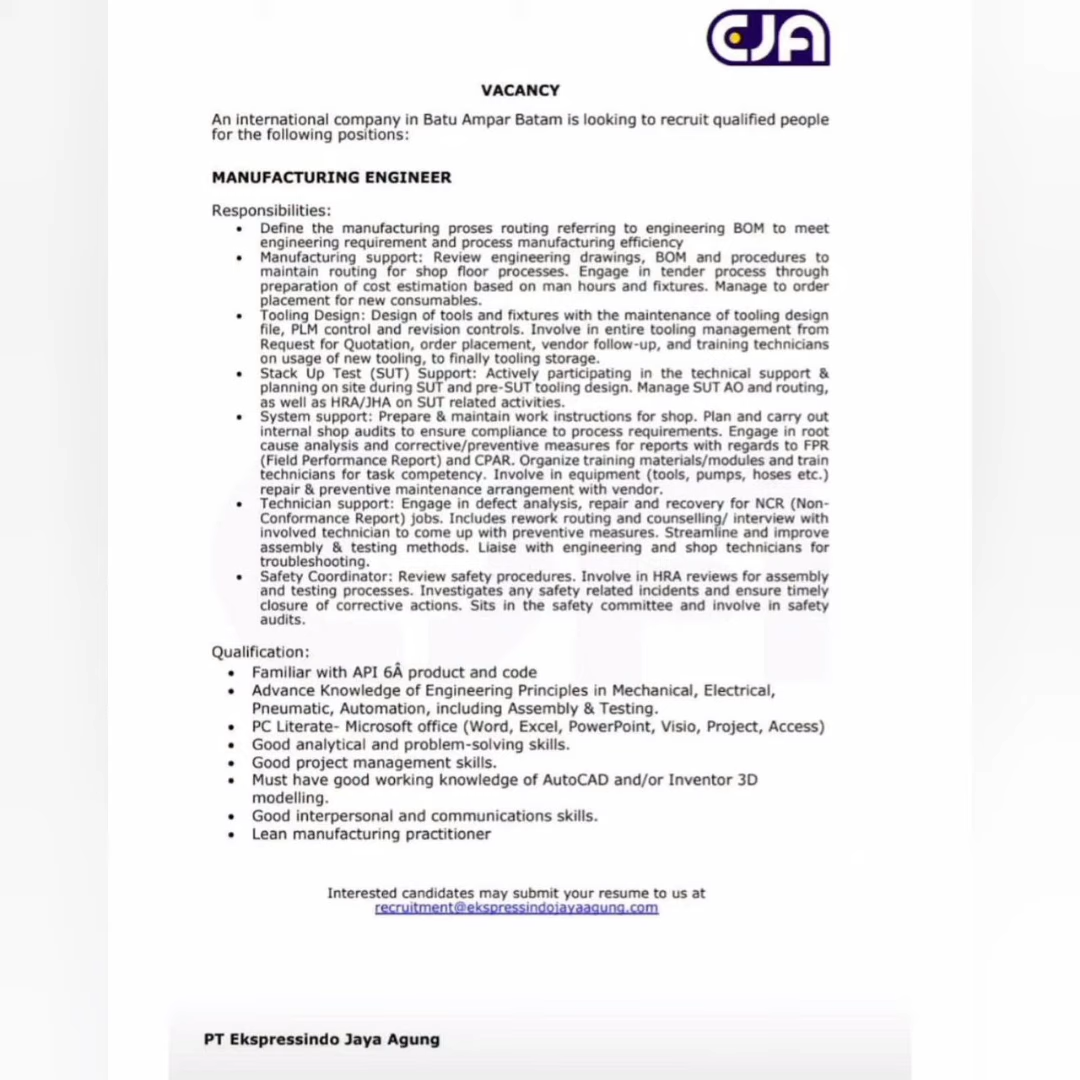 EJA
VACANCY
An international company in Batu Ampar Batam is looking to recruit qualified people
for the following positions:
MANUFACTURING ENGINEER
Responsibilities:
• Define the manufacturing proses routing referring to engineering BOM to meet
engineering requirement and process manufacturing efficiency
• Manufacturing support: Review engineering drawings, BOM and procedures to
maintain routing for shop floor processes. Engage in tender process through
preparation of cost estimation based on man hours and fixtures. Manage to order
placement for new consumables.
• Tooling Design: Design of tools and fixtures with the maintenance of tooling design
file, PLM control and revision controls. Involve in entire tooling management from
Request for Quotation, order placement, vendor follow-up, and training technicians
on usage of new tooling, to finally tooling storage.
• Stack Up Test (SUT) Support: Actively participating in the technical support &
planning on site during SUT and pre-SUT tooling design. Manage SUT AO and routing,
as well as HRA/JHA on SUT related activities.
• System support: Prepare & maintain work instructions for shop. Plan and carry out
internal shop audits to ensure compliance to process requirements. Engage in root
cause analysis and corrective/preventive measures for reports with regards to FPR
(Field Performance Report) and CPAR. Organize training materials/modules and train
technicians for task competency. Involve in equipment (tools, pumps, hoses etc.)
repair & preventive maintenance arrangement with vendor.
• Technician support: Engage in defect analysis, repair and recovery for NCR (Non-
Conformance Report) jobs. Includes rework routing and counselling/ interview with
involved technician to come up with preventive measures. Streamline and improve
assembly & testing methods. Liaise with engineering and shop technicians for
troubleshooting.
• Safety Coordinator: Review safety procedures. Involve in HRA reviews for assembly
and testing processes. Investigates any safety related incidents and ensure timely
closure of corrective actions. Sits in the safety committee and involve in safety
audits.
Qualification:
• Familiar with API 6Â product and code
• Advance Knowledge of Engineering Principles in Mechanical, Electrical,
Pneumatic, Automation, including Assembly & Testing.
• PC Literate- Microsoft office (Word, Excel, PowerPoint, Visio, Project, Access)
• Good analytical and problem-solving skills.
• Good project management skills.
• Must have good working knowledge of AutoCAD and/or Inventor 3D
modelling.
• Good interpersonal and communications skills.
• Lean manufacturing practitioner
Interested candidates may submit your resume to us at
recruitment@ekspressindojayaagung.com
PT Ekspressindo Jaya Agung